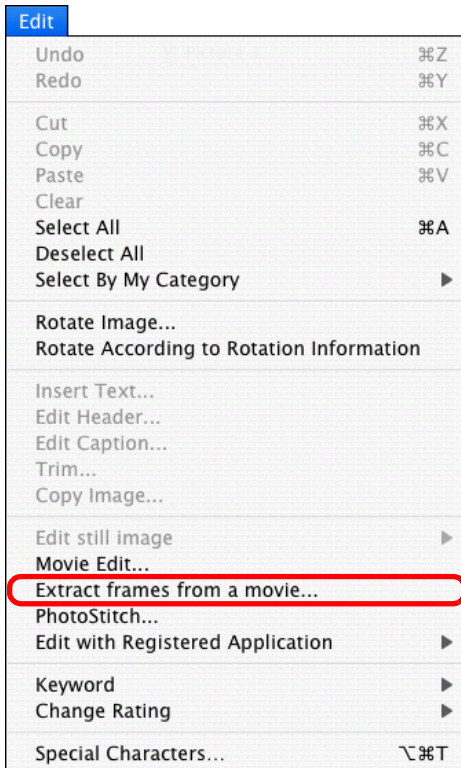 Edit
Undo ⌘Z
Redo ⌘Y
Cut ⌘X
Copy ⌘C
Paste ⌘V
Clear
Select All ⌘A
Deselect All
Select By My Category
Rotate Image...
Rotate According to Rotation Information
Insert Text...
Edit Header...
Edit Caption...
Trim...
Copy Image...
Edit still image
Movie Edit...
Extract frames from a movie...
PhotoStitch...
Edit with Registered Application
Keyword
Change Rating
Special Characters... ⌥⌘T